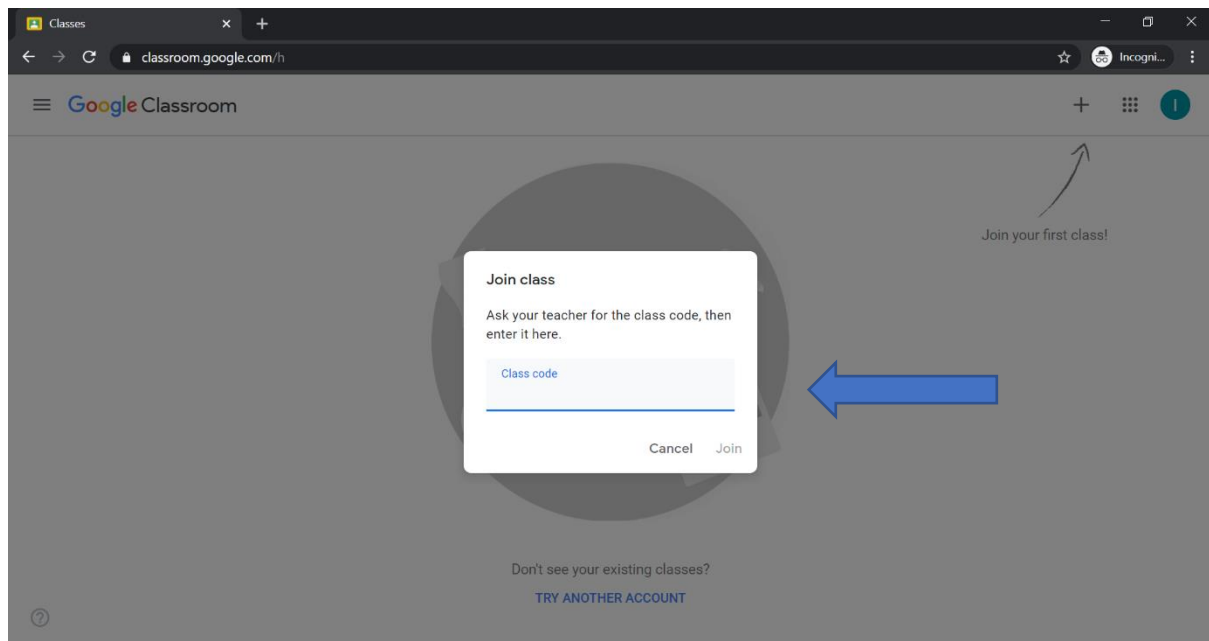 Classes
classroom.google.com/h
Incogni...
Google Classroom
I
Join your first class!
Join class
Ask your teacher for the class code, then
enter it here.
Class code
Cancel Join
Don't see your existing classes?
TRY ANOTHER ACCOUNT